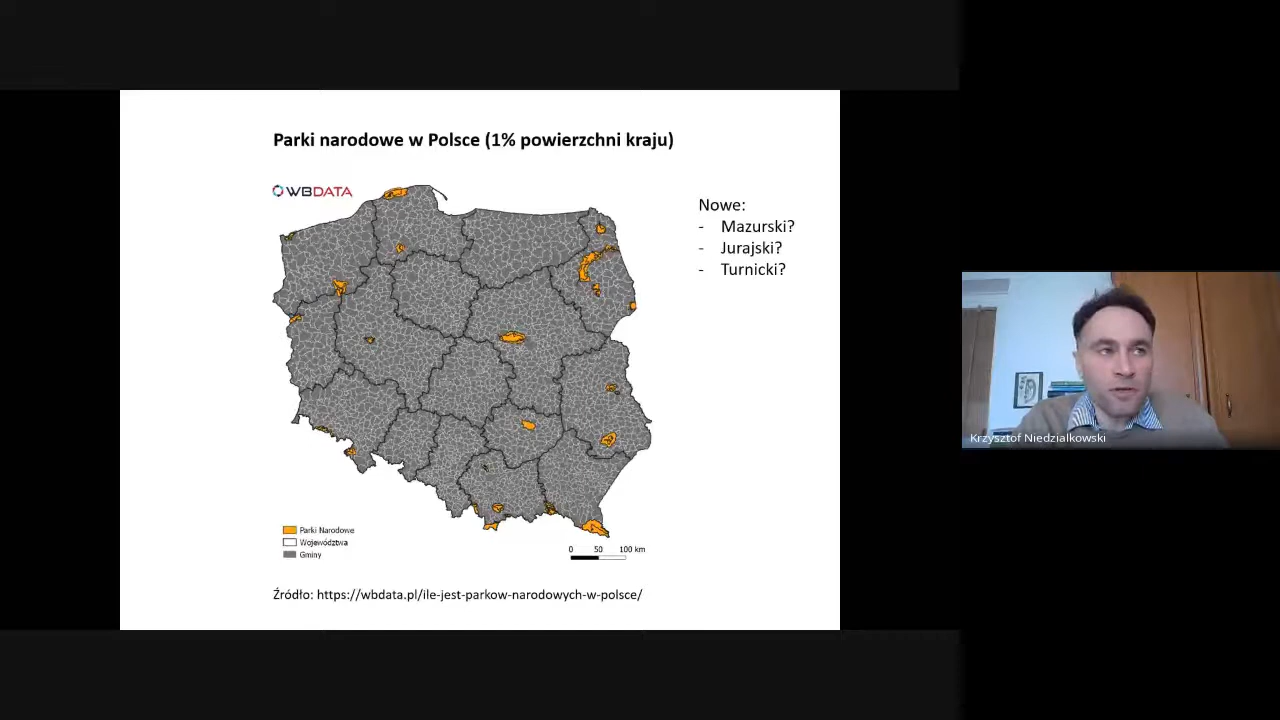 Parki narodowe w Polsce (1% powierzchni kraju)
WBDATA
Nowe:
- Mazurski?
- Jurajski?
- Turnicki?
Parki Narodowe
Województwa
Gminy
0 50 100 km
Źródło: https://wbdata.pl/ile-jest-parkow-narodowych-w-polsce/
Krzysztof Niedzialkowski